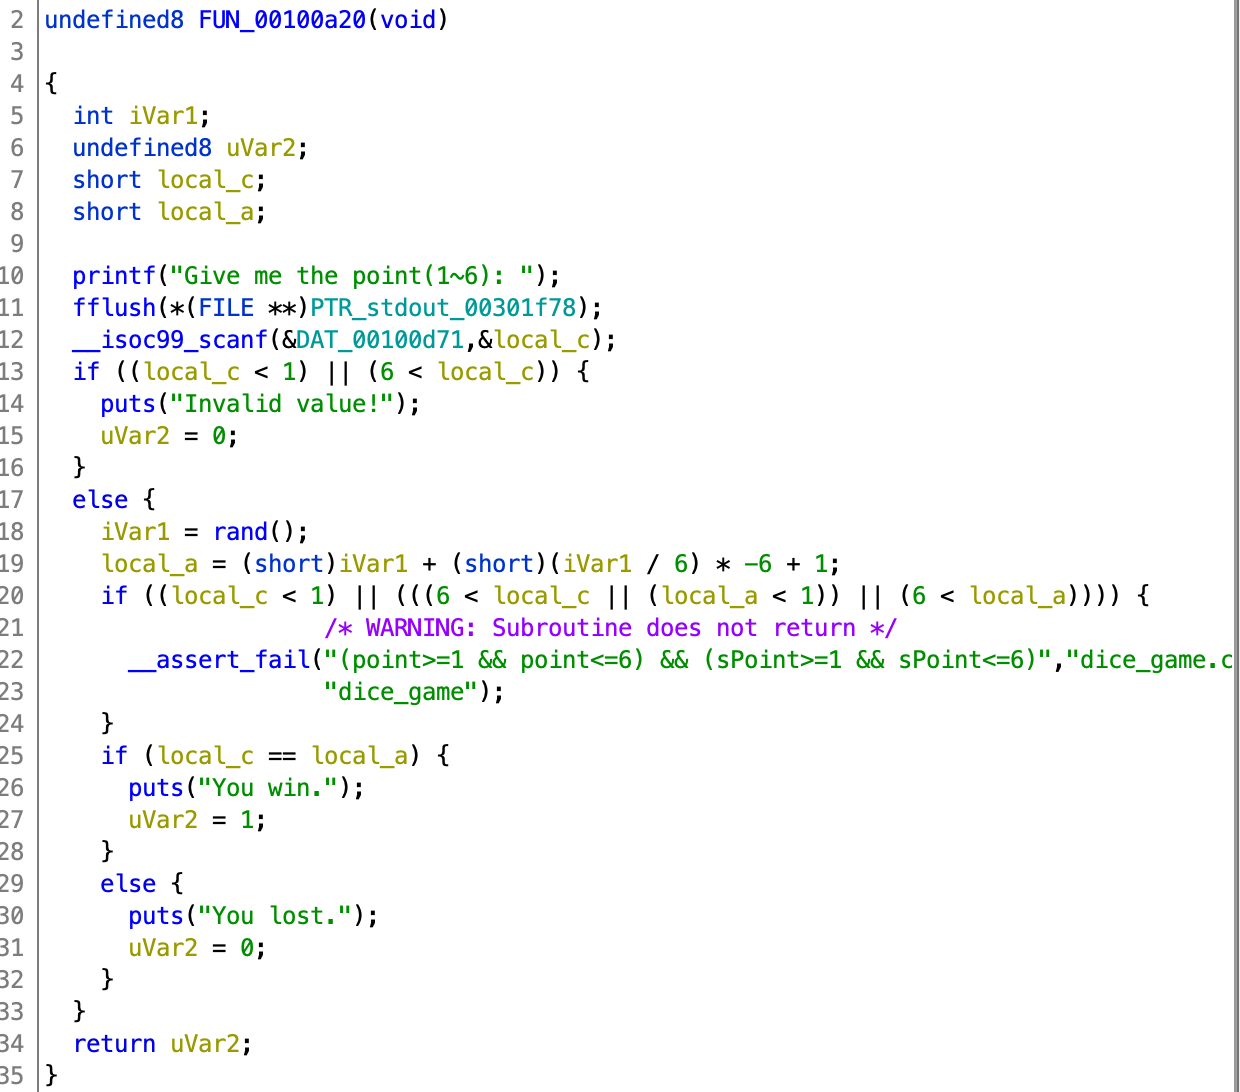 2 undefined8 FUN_00100a20(void)
3
4 {
5 int iVar1;
6 undefined8 uVar2;
7 short local_c;
8 short local_a;
9
10 printf("Give me the point(1~6): ");
11 fflush(*(FILE **)PTR_stdout_00301f78);
12 __isoc99_scanf(&DAT_00100d71,&local_c);
13 if ((local_c < 1) || (6 < local_c)) {
14 puts("Invalid value!");
15 uVar2 = 0;
16 }
17 else {
18 iVar1 = rand();
19 local_a = (short)iVar1 + (short)(iVar1 / 6) * -6 + 1;
20 if ((local_c < 1) || (((6 < local_c || (local_a < 1)) || (6 < local_a)))) {
21 /* WARNING: Subroutine does not return */
22 __assert_fail("(point>=1 && point<=6) && (sPoint>=1 && sPoint<=6)","dice_game.c
23 "dice_game");
24 }
25 if (local_c == local_a) {
26 puts("You win.");
27 uVar2 = 1;
28 }
29 else {
30 puts("You lost.");
31 uVar2 = 0;
32 }
33 }
34 return uVar2;
35 }